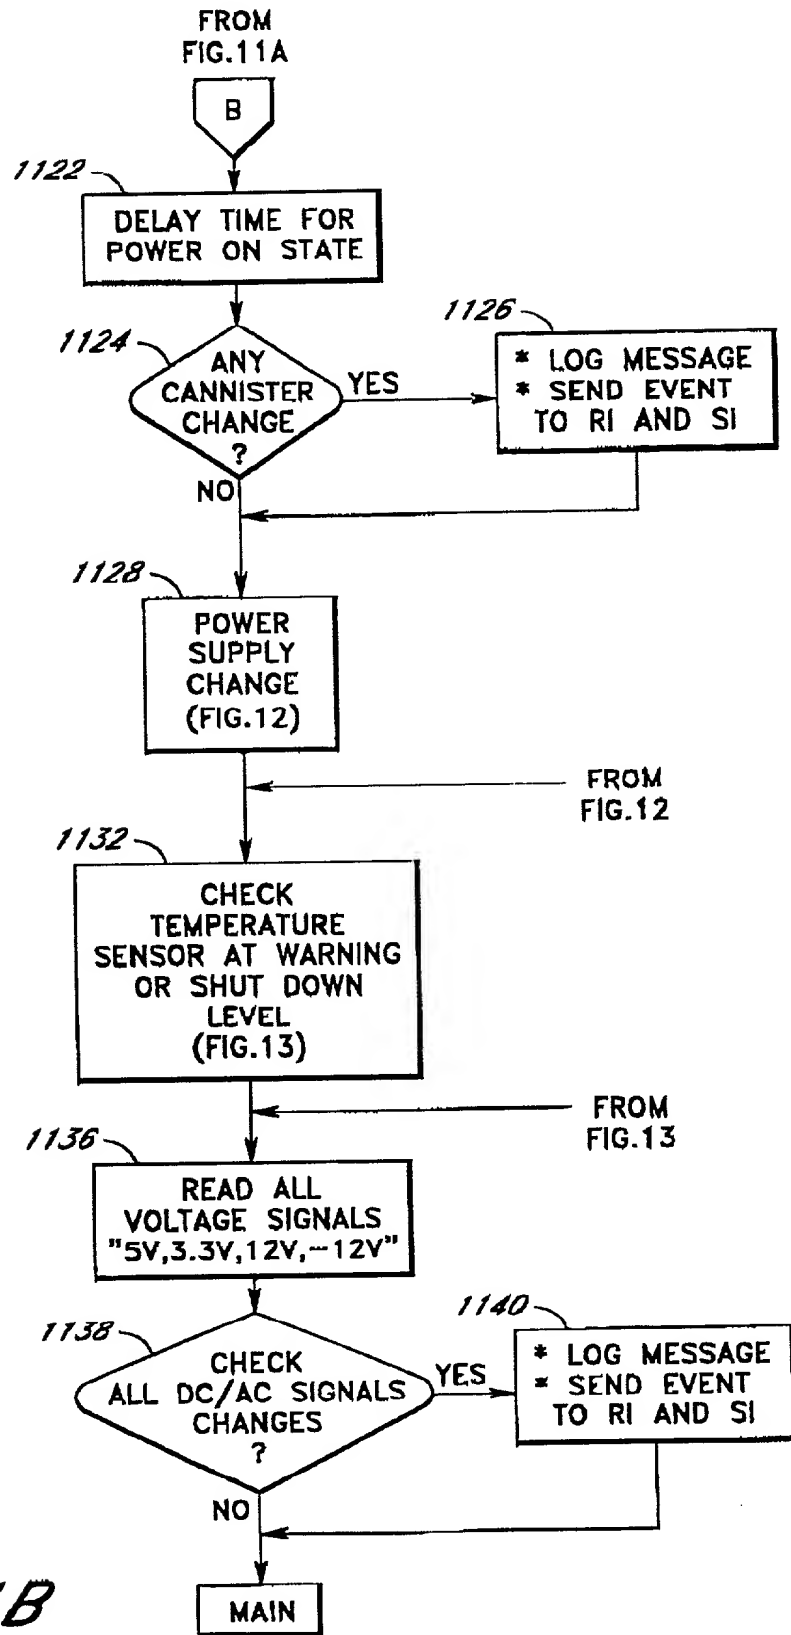 FROM
FIG.11A
B
1122
DELAY TIME FOR
POWER ON STATE
1124
ANY
CANNISTER
CHANGE
?
YES
NO
1126
* LOG MESSAGE
* SEND EVENT
TO RI AND SI
1128
POWER
SUPPLY
CHANGE
(FIG.12)
FROM
FIG.12
1132
CHECK
TEMPERATURE
SENSOR AT WARNING
OR SHUT DOWN
LEVEL
(FIG.13)
FROM
FIG.13
1136
READ ALL
VOLTAGE SIGNALS
"5V,3.3V,12V,-12V"
1138
CHECK
ALL DC/AC SIGNALS
CHANGES
?
YES
NO
1140
* LOG MESSAGE
* SEND EVENT
TO RI AND SI
MAIN
B